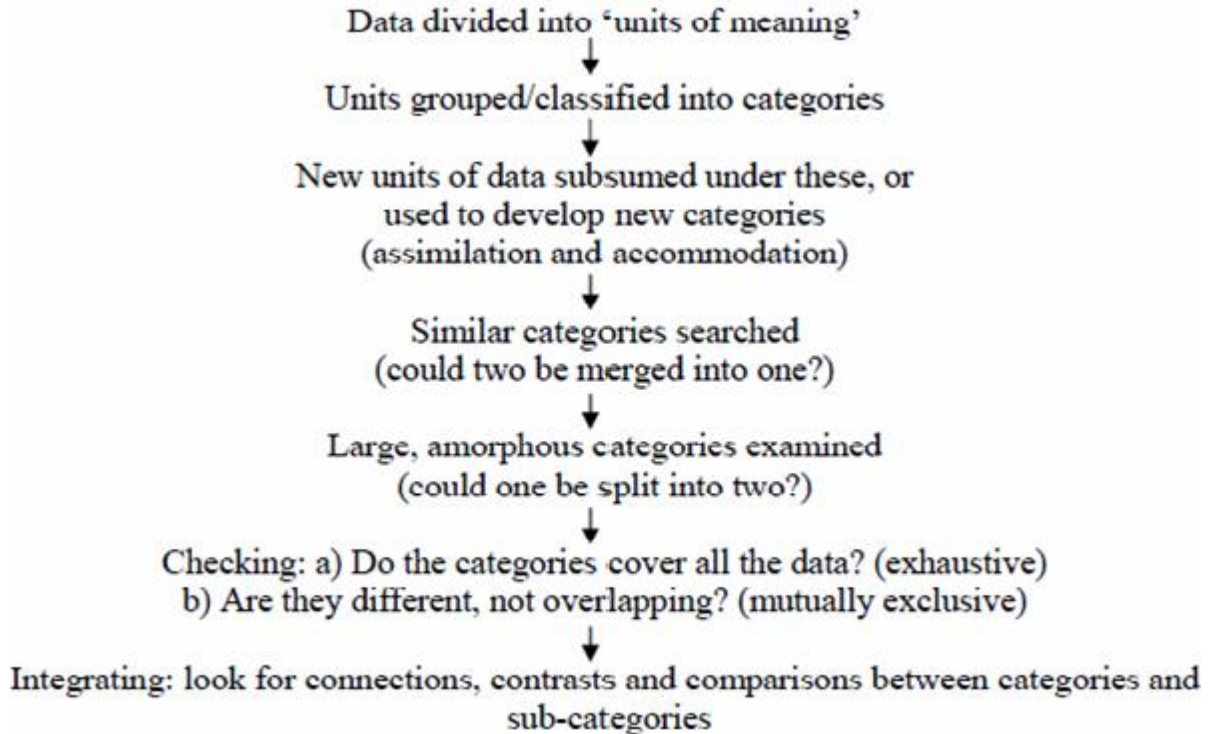 Data divided into ‘units of meaning’
Units grouped/classified into categories
New units of data subsumed under these, or
used to develop new categories
(assimilation and accommodation)
Similar categories searched
(could two be merged into one?)
Large, amorphous categories examined
(could one be split into two?)
Checking: a) Do the categories cover all the data? (exhaustive)
b) Are they different, not overlapping? (mutually exclusive)
Integrating: look for connections, contrasts and comparisons between categories and
sub-categories